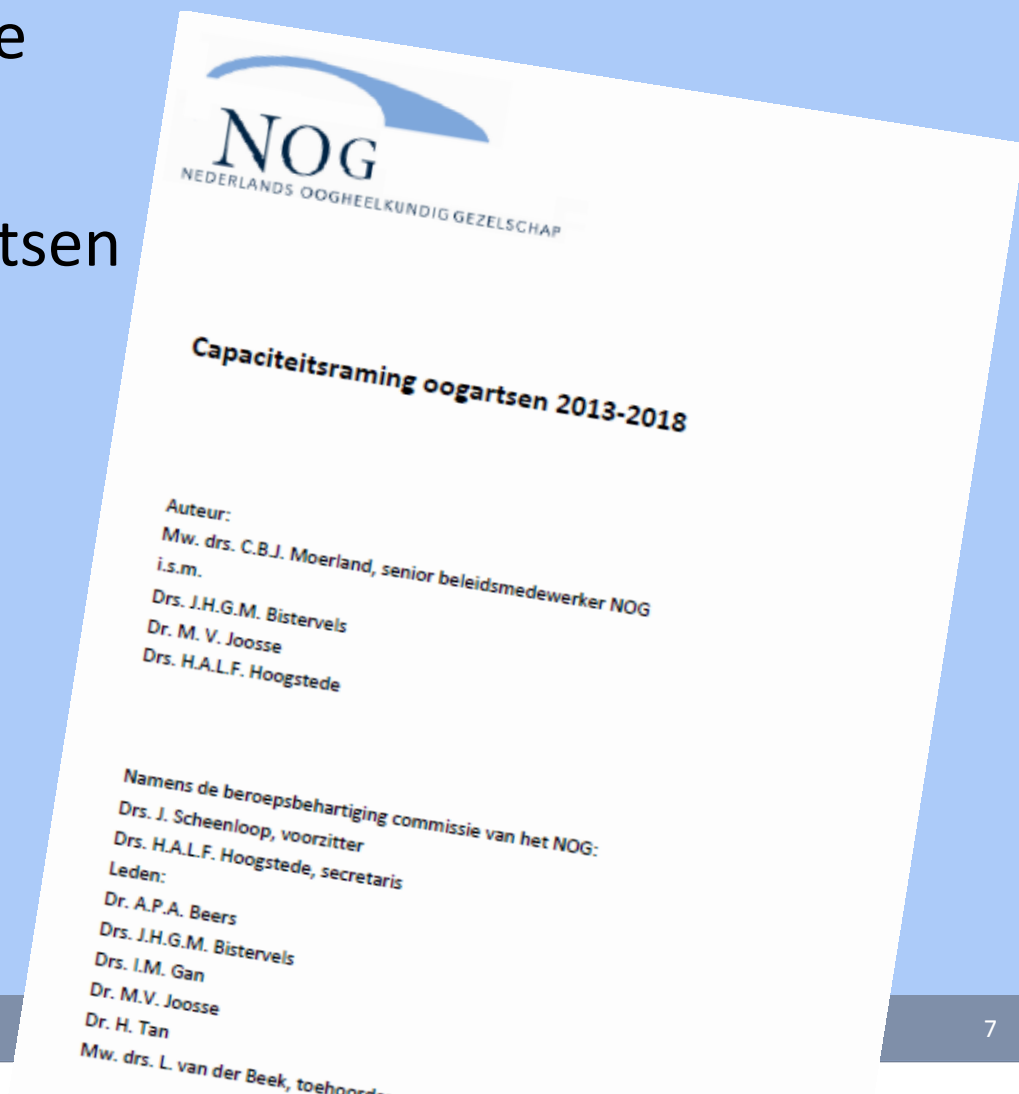 e
tsen
NOG
NEDERLANDS OOGHEELKUNDIG GEZELSCHAP
Capaciteitsraming oogartsen 2013-2018
Auteur:
Mw. drs. C.B.J. Moerland, senior beleidsmedewerker NOG
i.s.m.
Drs. J.H.G.M. Bistervels
Dr. M. V. Joosse
Drs. H.A.L.F. Hoogstede
Namens de beroepsbehartiging commissie van het NOG:
Drs. J. Scheenloop, voorzitter
Drs. H.A.L.F. Hoogstede, secretaris
Leden:
Dr. A.P.A. Beers
Drs. J.H.G.M. Bistervels
Drs. I.M. Gan
Dr. M.V. Joosse
Dr. H. Tan
Mw. drs. L. van der Beek,
7